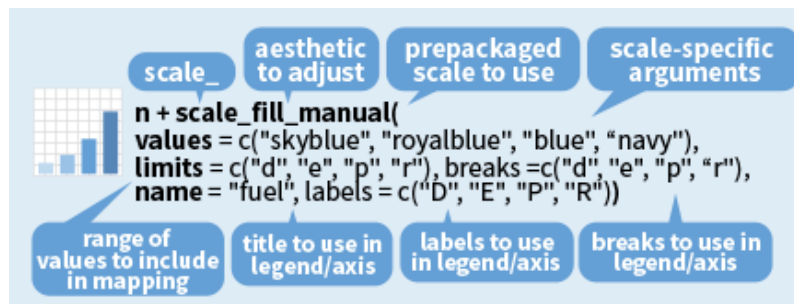 scale_
aesthetic
to adjust
prepackaged
scale to use
scale-specific
arguments
n + scale_fill_manual(
values = c("skyblue", "royalblue", "blue", “navy"),
limits = c("d", "e", "p", "r"), breaks =c("d", "e", "p", “r"),
name = "fuel", labels = c("D", "E", "P", "R"))
range of
values to include
in mapping
title to use in
legend/axis
labels to use
in legend/axis
breaks to use in
legend/axis